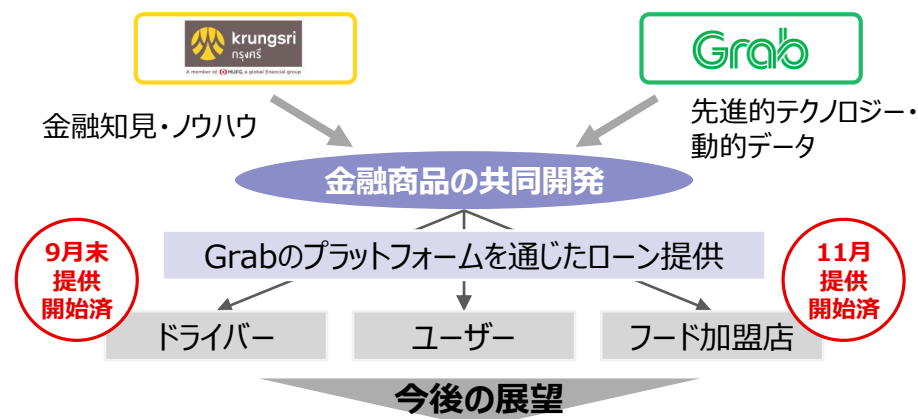 krungsri
กรุงศรี
A member of MUFG, a global financial group
Grab
金融知見・ノウハウ
先進的テクノロジー・
動的データ
金融商品の共同開発
9月末
提供
開始済
Grabのプラットフォームを通じたローン提供
11月
提供
開始済
ドライバー
ユーザー
フード加盟店
今後の展望